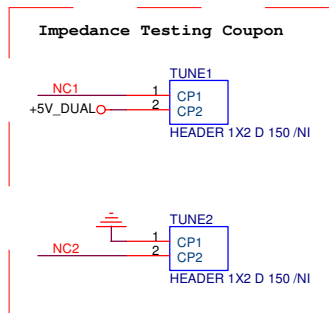 Impedance Testing Coupon
TUNE1
NC1 1 CP1
+5V_DUAL 2 CP2
HEADER 1X2 D 150 /NI
TUNE2
1 CP1
NC2 2 CP2
HEADER 1X2 D 150 /NI